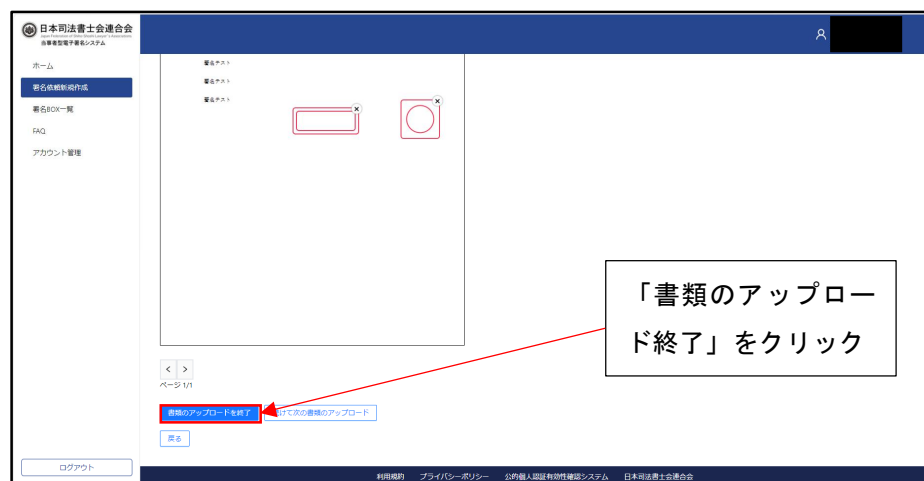 日本司法書士会連合会
当事者型電子署名システム
ホーム
署名依頼新規作成
署名BOX一覧
FAQ
アカウント管理
ログアウト
署名テスト
署名テスト
署名テスト
ページ 1/1
書類のアップロードを終了
けて次の書類のアップロード
戻る
「書類のアップロー
ド終了」をクリック
利用規約 プライバシーポリシー 公的個人認証有効性確認システム 日本司法書士会連合会